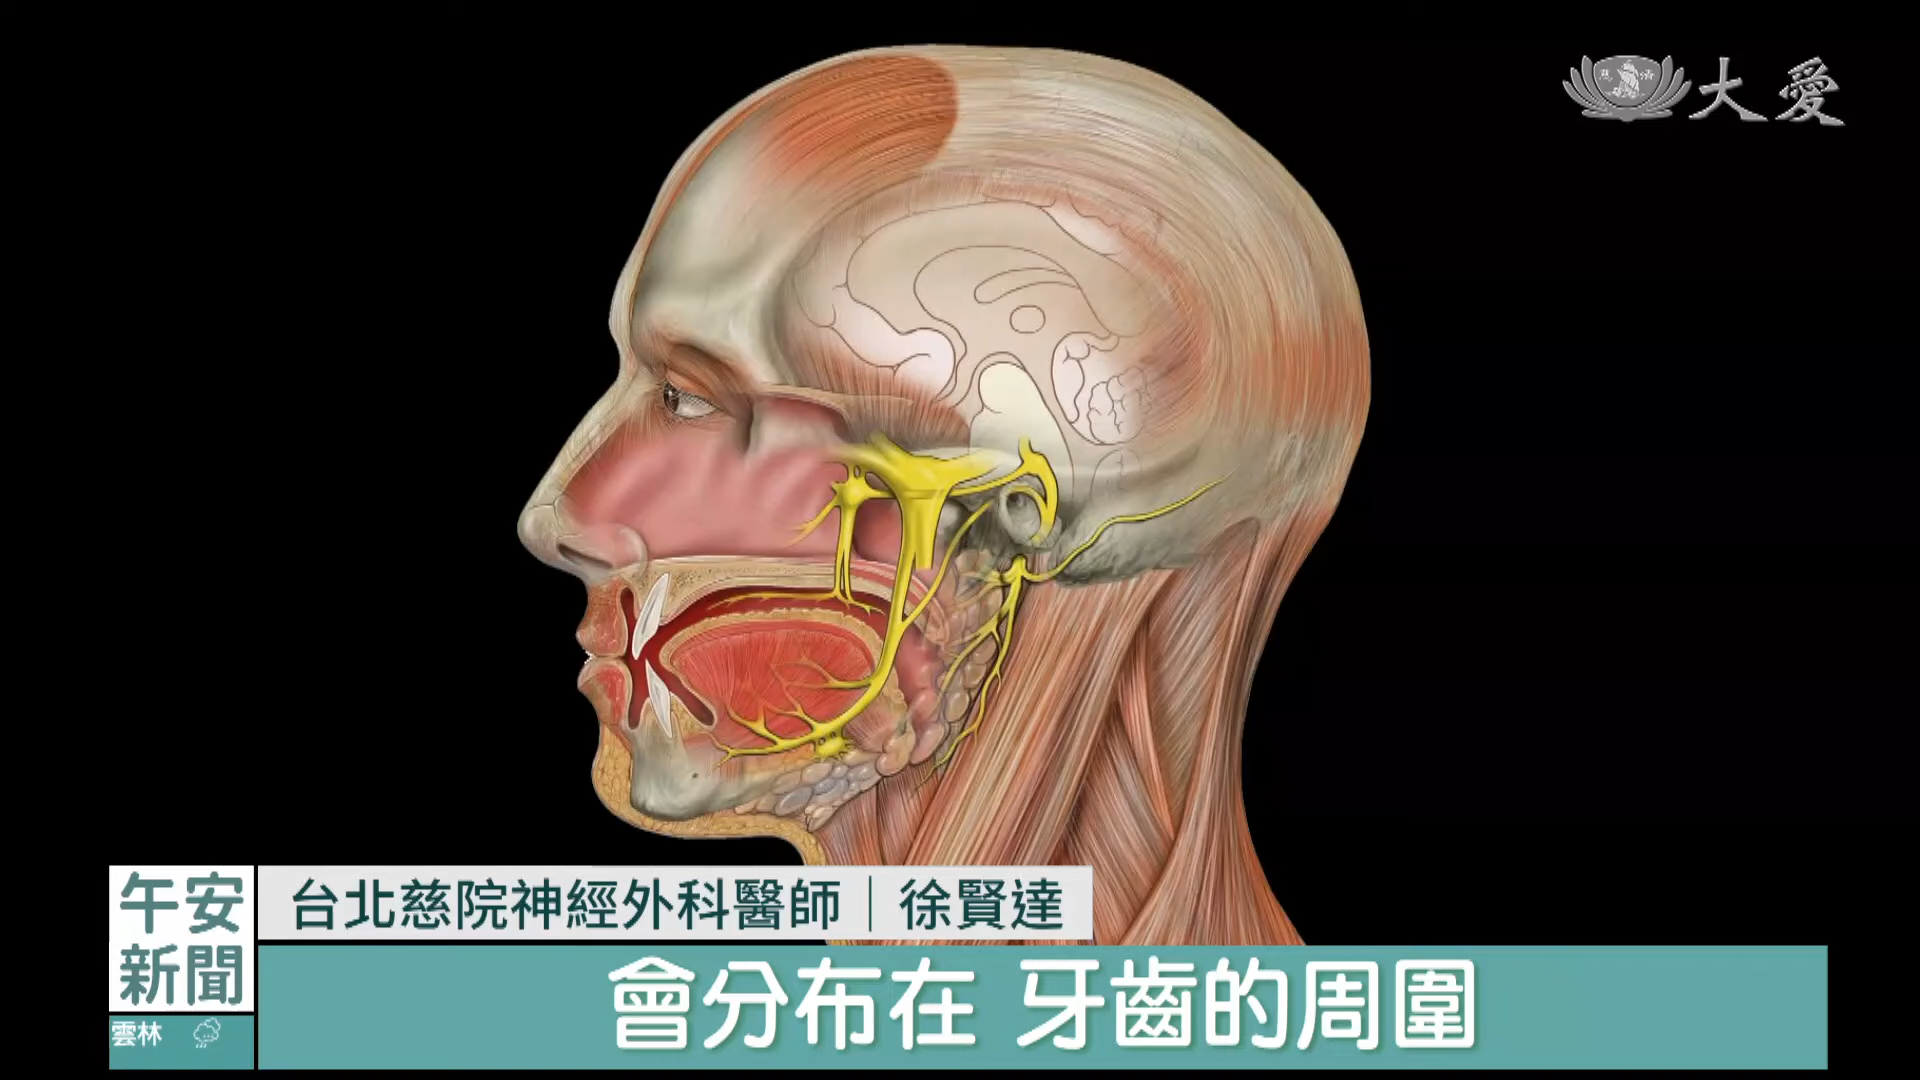 大愛
台北慈院神經外科醫師｜徐賢達
午安
新聞
會分布在 牙齒的周圍
雲林